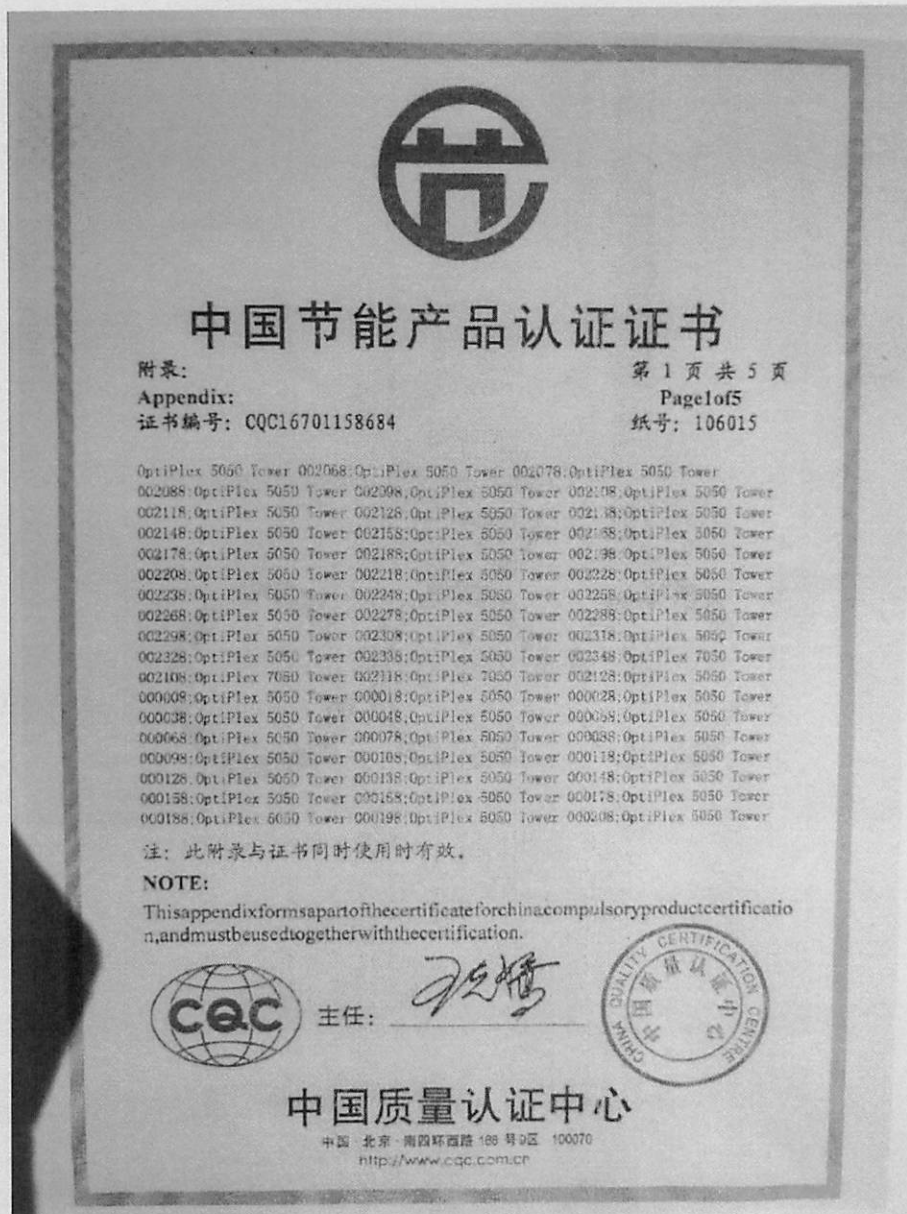 中国节能产品认证证书
附录:
第 1 页 共 5 页
Appendix:
Page1of5
证书编号: CQC16701158684
纸号: 106015
OptiPlex 5050 Tower 002068;OptiPlex 5050 Tower 002078;OptiPlex 5050 Tower
002088;OptiPlex 5050 Tower 002098;OptiPlex 5050 Tower 002108;OptiPlex 5050 Tower
002118;OptiPlex 5050 Tower 002128;OptiPlex 5050 Tower 002138;OptiPlex 5050 Tower
002148;OptiPlex 5050 Tower 002158;OptiPlex 5050 Tower 002168;OptiPlex 5050 Tower
002178;OptiPlex 5050 Tower 002188;OptiPlex 5050 Tower 002198;OptiPlex 5050 Tower
002208;OptiPlex 5050 Tower 002218;OptiPlex 5050 Tower 002228;OptiPlex 5050 Tower
002238;OptiPlex 5050 Tower 002248;OptiPlex 5050 Tower 002258;OptiPlex 5050 Tower
002268;OptiPlex 5050 Tower 002278;OptiPlex 5050 Tower 002288;OptiPlex 5050 Tower
002298;OptiPlex 5050 Tower 002308;OptiPlex 5050 Tower 002318;OptiPlex 5050 Tower
002328;OptiPlex 5050 Tower 002338;OptiPlex 5050 Tower 002348;OptiPlex 7050 Tower
002108;OptiPlex 7050 Tower 002118;OptiPlex 7050 Tower 002128;OptiPlex 5050 Tower
000008;OptiPlex 5050 Tower 000018;OptiPlex 5050 Tower 000028;OptiPlex 5050 Tower
000038;OptiPlex 5050 Tower 000048;OptiPlex 5050 Tower 000058;OptiPlex 5050 Tower
000068;OptiPlex 5050 Tower 000078;OptiPlex 5050 Tower 000088;OptiPlex 5050 Tower
000098;OptiPlex 5050 Tower 000108;OptiPlex 5050 Tower 000118;OptiPlex 5050 Tower
000128;OptiPlex 5050 Tower 000138;OptiPlex 5050 Tower 000148;OptiPlex 5050 Tower
000158;OptiPlex 5050 Tower 000168;OptiPlex 5050 Tower 000178;OptiPlex 5050 Tower
000188;OptiPlex 5050 Tower 000198;OptiPlex 5050 Tower 000208;OptiPlex 5050 Tower
注: 此附录与证书同时使用时有效。
NOTE:
Thisappendixformsapartofthecertificateforchinacompulsoryproductcertificatio
n,andmustbeusedtogetherwiththecertification.
CQC
主任:
CHINA QUALITY CERTIFICATION CENTRE
中国质量认证中心
中国质量认证中心
中国·北京·南四环西路 188 号9区 100070
http://www.cqc.com.cn